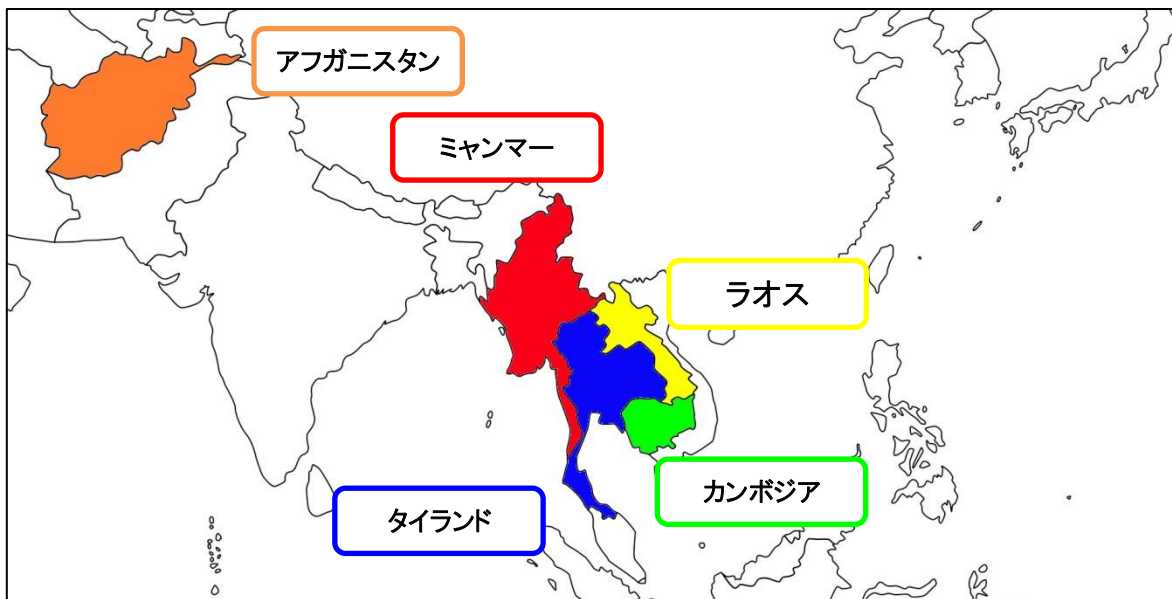 アフガニスタン
ミャンマー
ラオス
カンボジア
タイランド